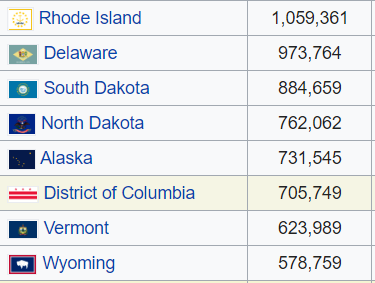 Rhode Island 1,059,361
Delaware 973,764
South Dakota 884,659
North Dakota 762,062
Alaska 731,545
District of Columbia 705,749
Vermont 623,989
Wyoming 578,759